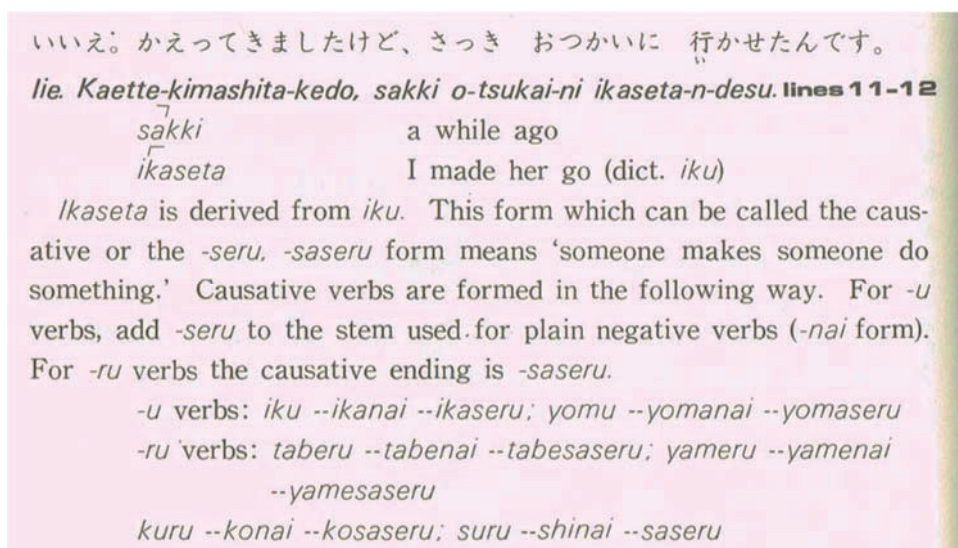 いいえ。かえってきましたけど、さっき おつかいに 行かせたんです。
い
Iie. Kaette-kimashita-kedo, sakki o-tsukai-ni ikaseta-n-desu. lines 11-12
sakki a while ago
ikaseta I made her go (dict. iku)
Ikaseta is derived from iku. This form which can be called the caus-
ative or the -seru, -saseru form means ‘someone makes someone do
something.’ Causative verbs are formed in the following way. For -u
verbs, add -seru to the stem used for plain negative verbs (-nai form).
For -ru verbs the causative ending is -saseru.
-u verbs: iku --ikanai --ikaseru; yomu --yomanai --yomaseru
-ru verbs: taberu --tabenai --tabesaseru; yameru --yamenai
--yamesaseru
kuru --konai --kosaseru; suru --shinai --saseru